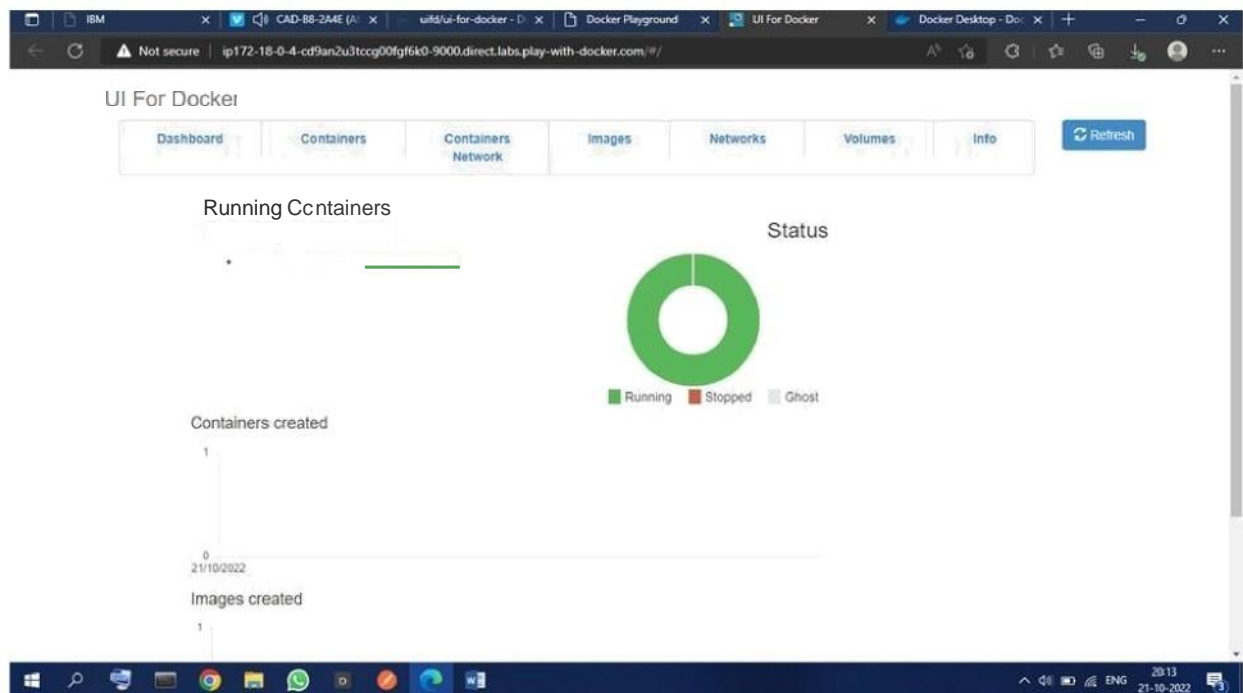 IBM
CAD-B8-2A4E (A
uifd/ui-for-docker - D
Docker Playground
UI For Docker
Docker Desktop - Doc
Not secure
ip172-18-0-4-cd9an2u3tccg00fgf6k0-9000.direct.labs.play-with-docker.com/#/
UI For Docker
Dashboard
Containers
Containers Network
Images
Networks
Volumes
Info
Refresh
Running Containers
Status
Running
Stopped
Ghost
Containers created
1
0
21/10/2022
Images created
1
ENG
20:13
21-10-2022